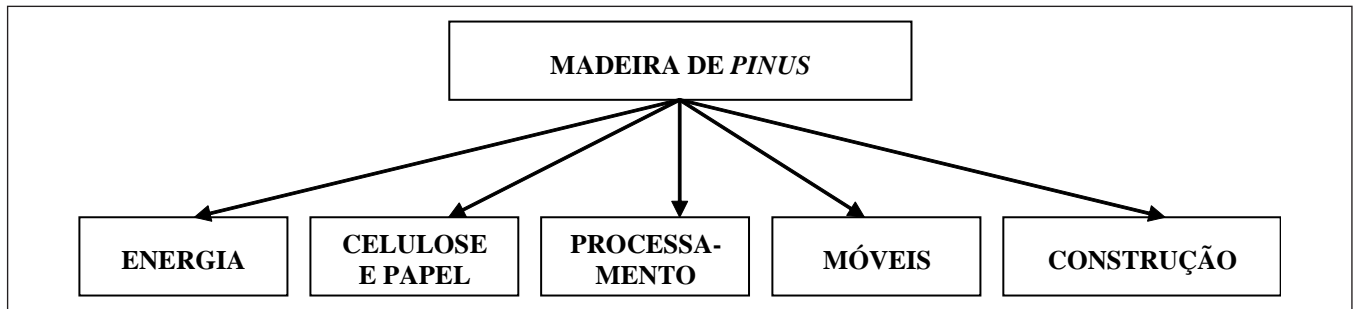 MADEIRA DE PINUS
ENERGIA
CELULOSE
E PAPEL
PROCESSA-
MENTO
MÓVEIS
CONSTRUÇÃO